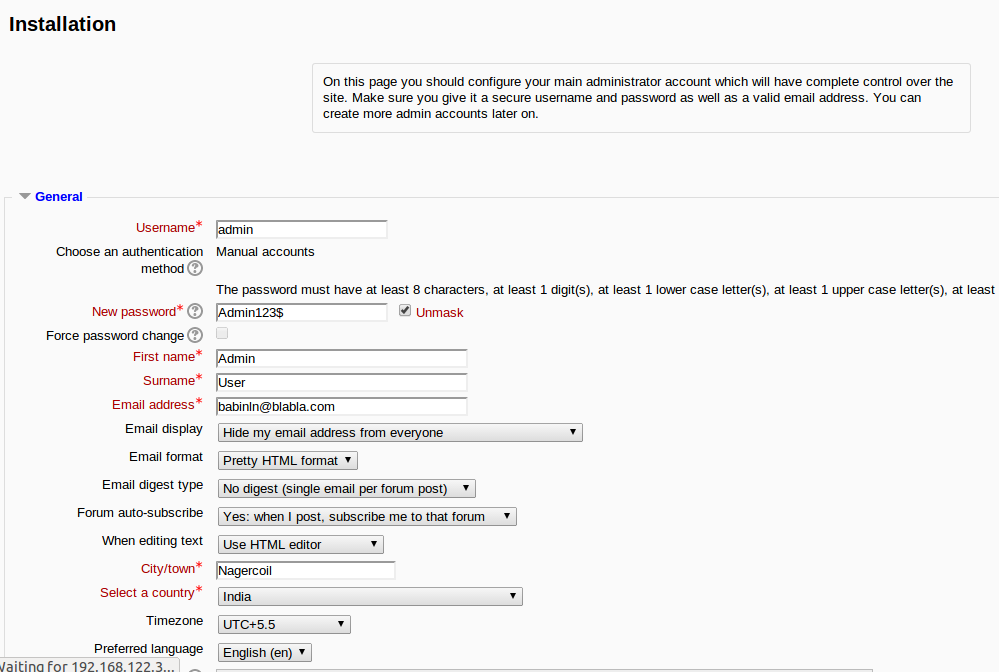 Installation
On this page you should configure your main administrator account which will have complete control over the
site. Make sure you give it a secure username and password as well as a valid email address. You can
create more admin accounts later on.
General
Username* admin
Choose an authentication Manual accounts
method ?
The password must have at least 8 characters, at least 1 digit(s), at least 1 lower case letter(s), at least 1 upper case letter(s), at least
New password* ? Admin123$ Unmask
Force password change ?
First name* Admin
Surname* User
Email address* babinln@blabla.com
Email display Hide my email address from everyone
Email format Pretty HTML format
Email digest type No digest (single email per forum post)
Forum auto-subscribe Yes: when I post, subscribe me to that forum
When editing text Use HTML editor
City/town* Nagercoil
Select a country* India
Timezone UTC+5.5
Preferred language English (en)
Waiting for 192.168.122.3...